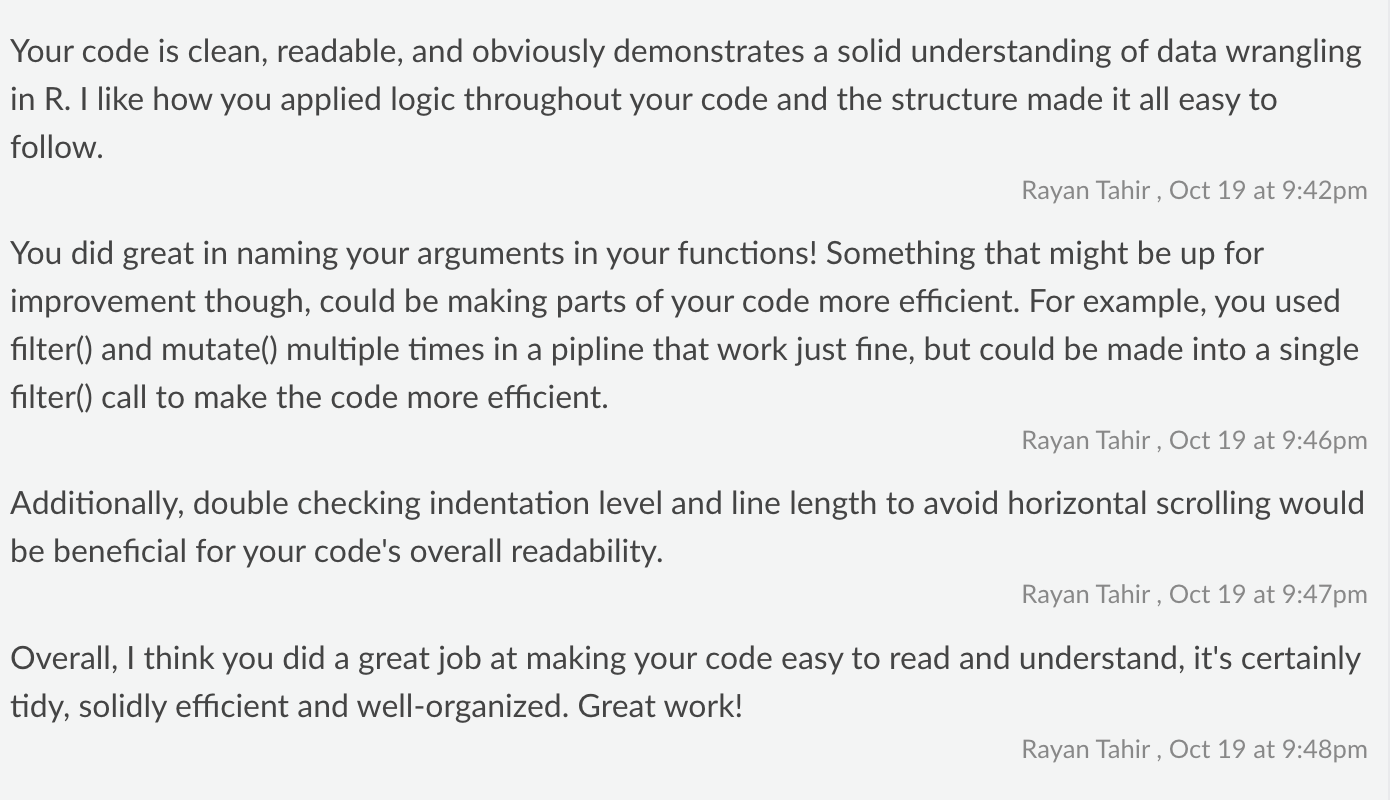 Your code is clean, readable, and obviously demonstrates a solid understanding of data wrangling
in R. I like how you applied logic throughout your code and the structure made it all easy to
follow.
Rayan Tahir , Oct 19 at 9:42pm
You did great in naming your arguments in your functions! Something that might be up for
improvement though, could be making parts of your code more efficient. For example, you used
filter() and mutate() multiple times in a pipline that work just fine, but could be made into a single
filter() call to make the code more efficient.
Rayan Tahir , Oct 19 at 9:46pm
Additionally, double checking indentation level and line length to avoid horizontal scrolling would
be beneficial for your code's overall readability.
Rayan Tahir , Oct 19 at 9:47pm
Overall, I think you did a great job at making your code easy to read and understand, it's certainly
tidy, solidly efficient and well-organized. Great work!
Rayan Tahir , Oct 19 at 9:48pm